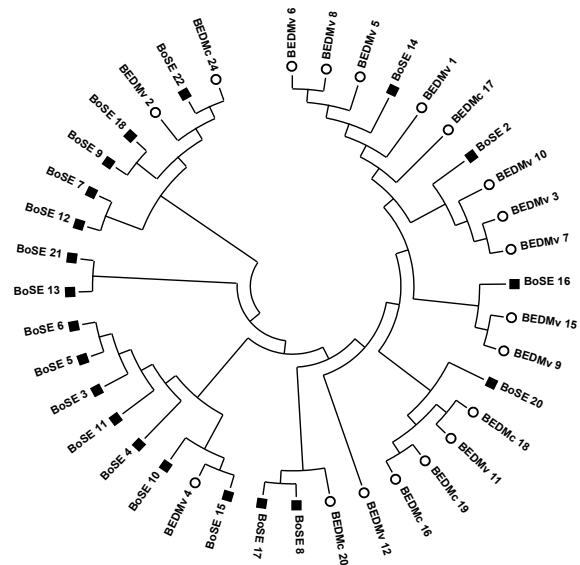 BEDMv 6
BEDMv 8
BEDMv 5
BoSE 14
BEDMv 1
BEDMc 17
BoSE 2
BEDMv 10
BEDMv 3
BEDMv 7
BoSE 16
BEDMv 15
BEDMv 9
BoSE 20
BEDMc 18
BEDMv 11
BEDMc 19
BEDMc 16
BEDMv 12
BEDMc 20
BoSE 8
BoSE 17
BoSE 15
BEDMv 4
BoSE 10
BoSE 4
BoSE 11
BoSE 3
BoSE 5
BoSE 6
BoSE 13
BoSE 21
BoSE 12
BoSE 7
BoSE 9
BoSE 18
BEDMv 2
BoSE 22
BEDMc 24